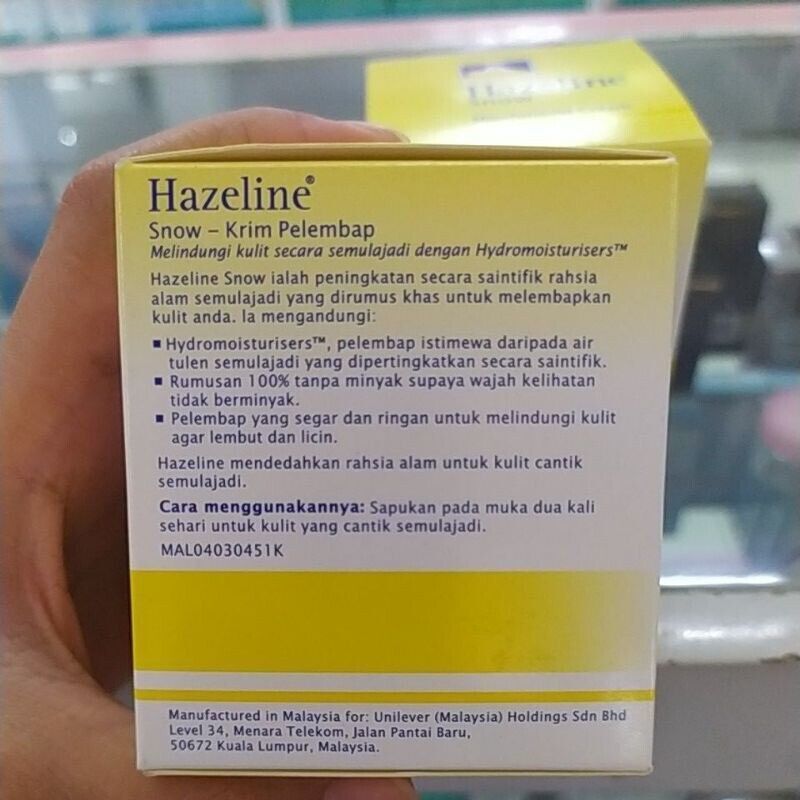 Hazeline
Snow
Hazeline®
Snow – Krim Pelembap
Melindungi kulit secara semulajadi dengan Hydromoisturisers™
Hazeline Snow ialah peningkatan secara saintifik rahsia
alam semulajadi yang dirumus khas untuk melembapkan
kulit anda. Ia mengandungi:
▪ Hydromoisturisers™, pelembap istimewa daripada air
tulen semulajadi yang dipertingkatkan secara saintifik.
▪ Rumusan 100% tanpa minyak supaya wajah kelihatan
tidak berminyak.
▪ Pelembap yang segar dan ringan untuk melindungi kulit
agar lembut dan licin.
Hazeline mendedahkan rahsia alam untuk kulit cantik
semulajadi.
Cara menggunakannya: Sapukan pada muka dua kali
sehari untuk kulit yang cantik semulajadi.
MAL04030451K
Manufactured in Malaysia for: Unilever (Malaysia) Holdings Sdn Bhd
Level 34, Menara Telekom, Jalan Pantai Baru,
50672 Kuala Lumpur, Malaysia.